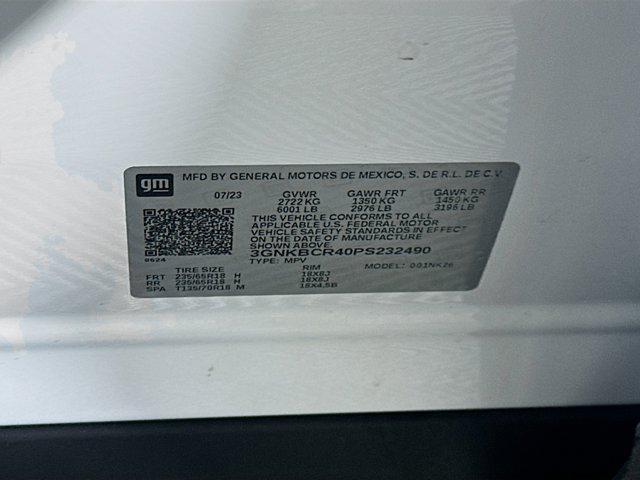 gm MFD BY GENERAL MOTORS DE MEXICO, S. DE R.L. DE C.V.
07/23 GVWR GAWR FRT GAWR RR
2722 KG 1350 KG 1450 KG
6001 LB 2976 LB 3196 LB
THIS VEHICLE CONFORMS TO ALL
APPLICABLE U.S. FEDERAL MOTOR
VEHICLE SAFETY STANDARDS IN EFFECT
ON THE DATE OF MANUFACTURE
SHOWN ABOVE.
3GNKBCR40PS232490
9624 TYPE: MPV MODEL: 001NK26
TIRE SIZE RIM
FRT 235/65R18 H 18X8J
RR 235/65R18 H 18X8J
SPA T135/70R18 M 18X4.5B